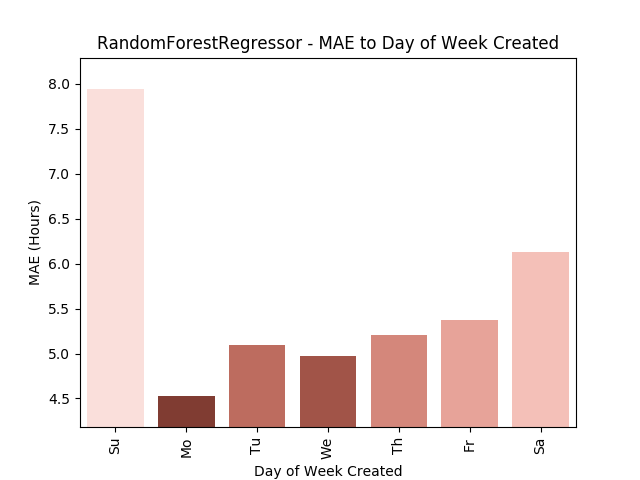 RandomForestRegressor - MAE to Day of Week Created
8.0
7.5
7.0
6.5
6.0
5.5
5.0
4.5
MAE (Hours)
Su Mo Tu We Th Fr Sa
Day of Week Created